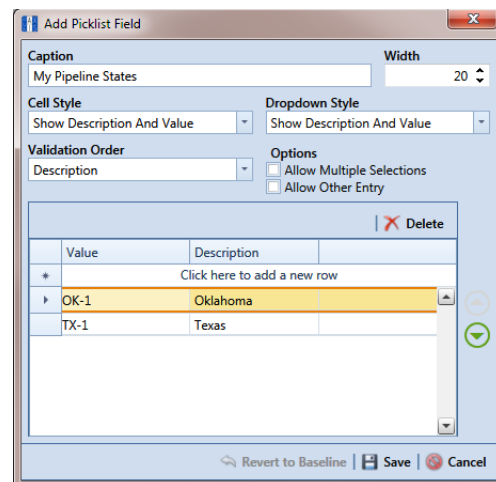 Add Picklist Field
Caption Width
My Pipeline States 20
Cell Style Dropdown Style
Show Description And Value Show Description And Value
Validation Order Options
Description Allow Multiple Selections
Allow Other Entry
Delete
Value Description
Click here to add a new row
OK-1 Oklahoma
TX-1 Texas
Revert to Baseline Save Cancel